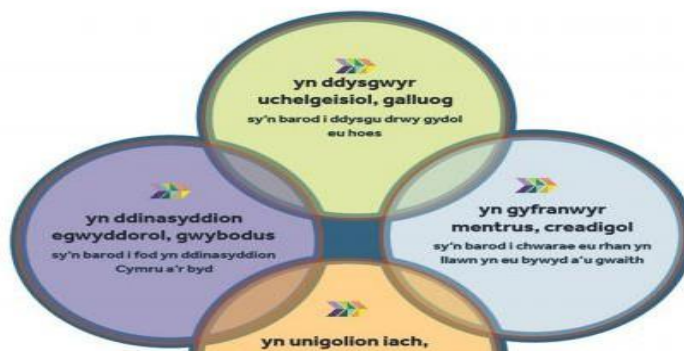 yn ddysgwyr
uchelgeisiol, galluog
sy'n barod i ddysgu drwy gydol
eu hoes
yn ddinasyddion
egwyddorol, gwybodus
sy'n barod i fod yn ddinasyddion
Cymru a'r byd
yn gyfranwyr
mentrus, creadigol
sy'n barod i chwarae eu rhan yn
llawn yn eu bywyd a'u gwaith
yn unigolion iach,